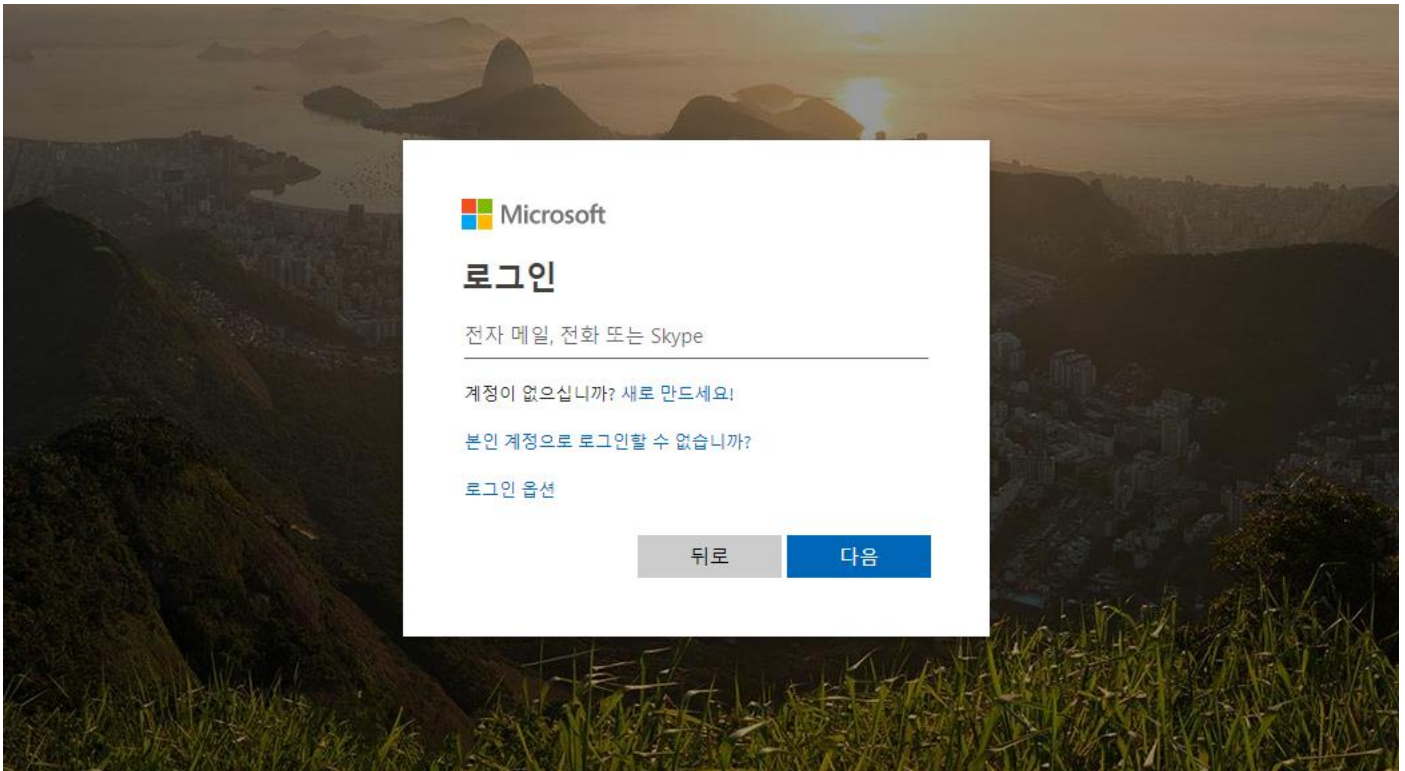 Microsoft
로그인
전자 메일, 전화 또는 Skype
계정이 없으십니까? 새로 만드세요!
본인 계정으로 로그인할 수 없습니까?
로그인 옵션
뒤로 다음